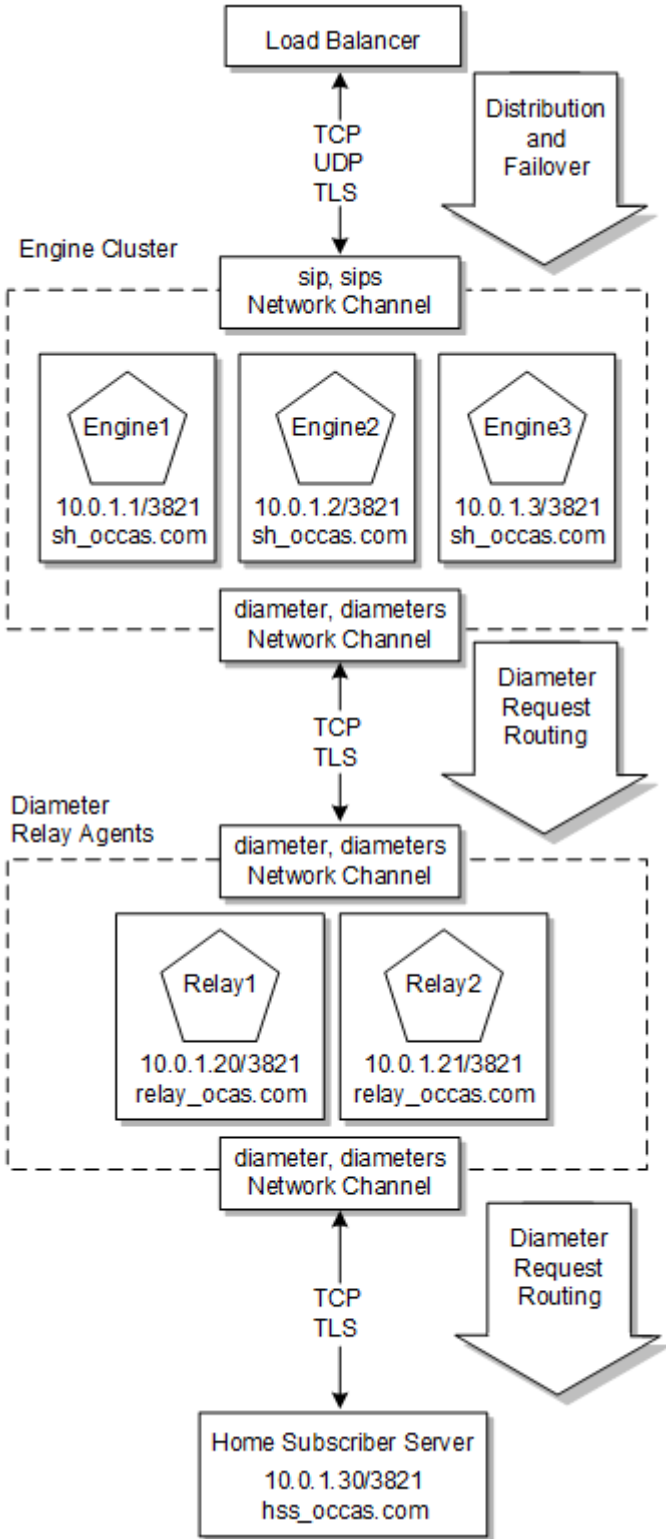 Load Balancer
TCP
UDP
TLS
Distribution
and
Failover
Engine Cluster
sip, sips
Network Channel
Engine1
10.0.1.1/3821
sh_occas.com
Engine2
10.0.1.2/3821
sh_occas.com
Engine3
10.0.1.3/3821
sh_occas.com
diameter, diameters
Network Channel
TCP
TLS
Diameter
Request
Routing
Diameter
Relay Agents
diameter, diameters
Network Channel
Relay1
10.0.1.20/3821
relay_ocas.com
Relay2
10.0.1.21/3821
relay_occas.com
diameter, diameters
Network Channel
TCP
TLS
Diameter
Request
Routing
Home Subscriber Server
10.0.1.30/3821
hss_occas.com